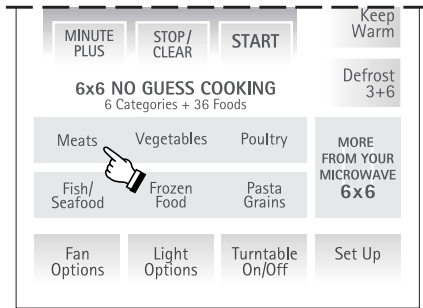 Keep
Warm
MINUTE
PLUS
STOP/
CLEAR
START
Defrost
3+6
6x6 NO GUESS COOKING
6 Categories + 36 Foods
Meats
Vegetables
Poultry
MORE
FROM YOUR
MICROWAVE
6x6
Fish/
Seafood
Frozen
Food
Pasta
Grains
Fan
Options
Light
Options
Turntable
On/Off
Set Up